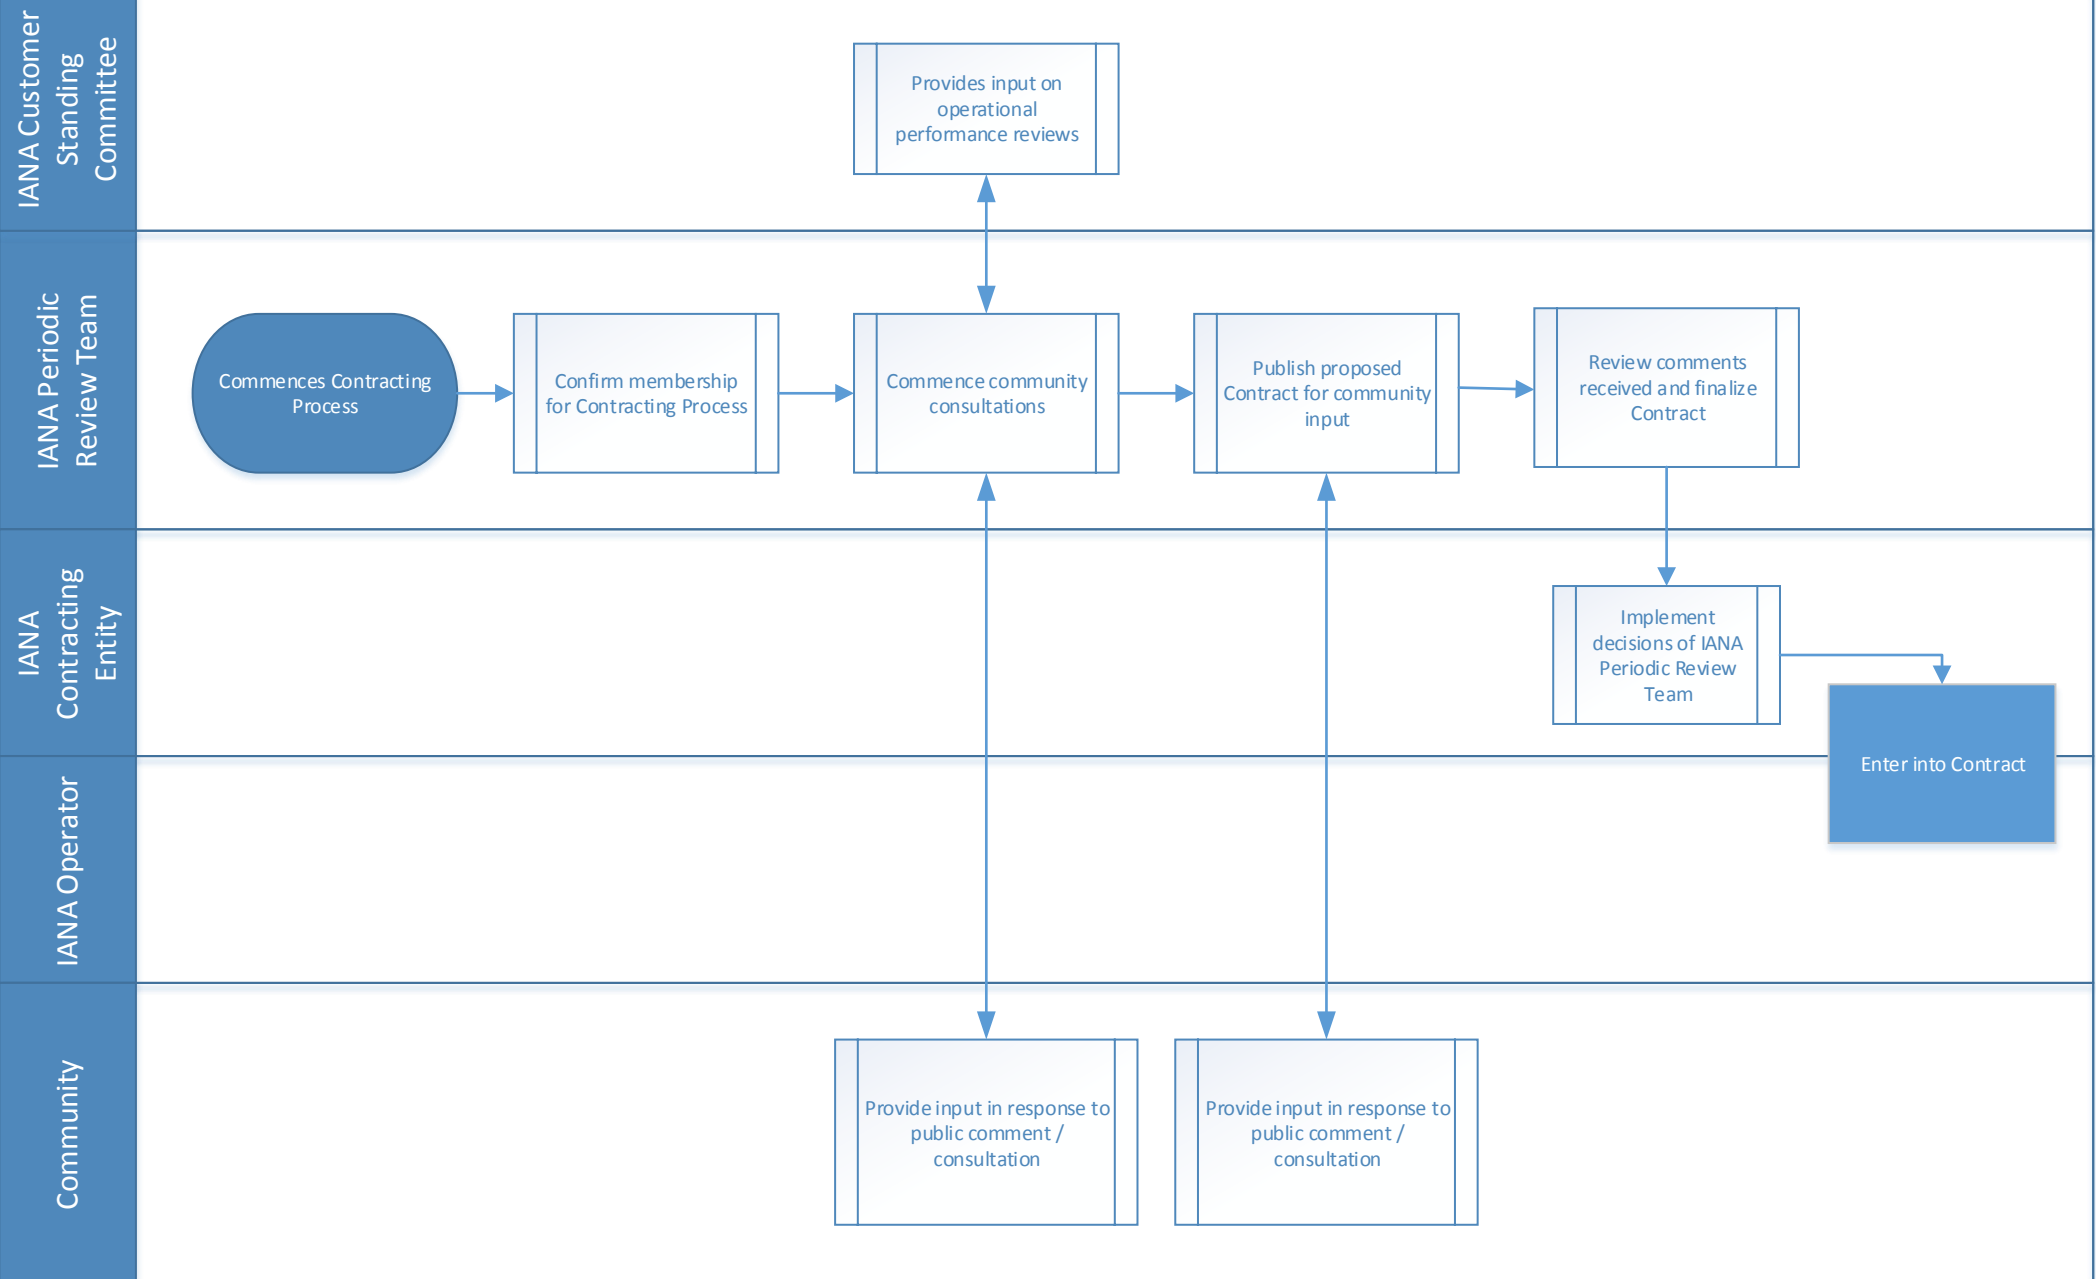 IANA Customer
Standing
Committee
Provides input on
operational
performance reviews
IANA Periodic
Review Team
Commences Contracting
Process
Confirm membership
for Contracting Process
Commence community
consultations
Publish proposed
Contract for community
input
Review comments
received and finalize
Contract
IANA
Contracting
Entity
Implement
decisions of IANA
Periodic Review
Team
Enter into Contract
IANA Operator
Community
Provide input in response to
public comment /
consultation
Provide input in response to
public comment /
consultation